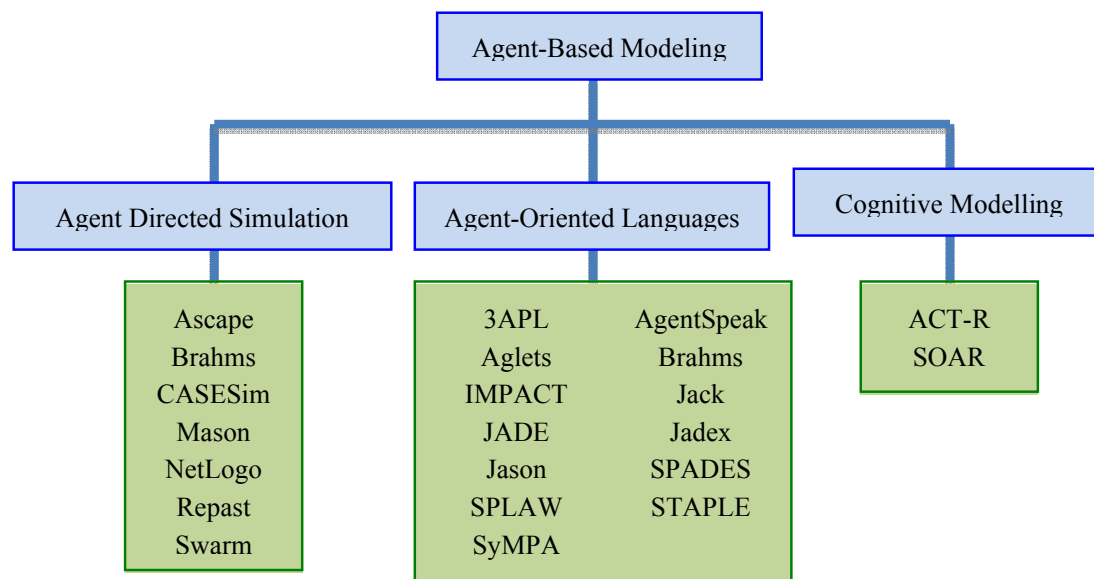 Agent-Based Modeling
Agent Directed Simulation
Agent-Oriented Languages
Cognitive Modelling
Ascape
Brahms
CASESim
Mason
NetLogo
Repast
Swarm
3APL
Aglets
IMPACT
JADE
Jason
SPLAW
SyMPA
AgentSpeak
Brahms
Jack
Jadex
SPADES
STAPLE
ACT-R
SOAR